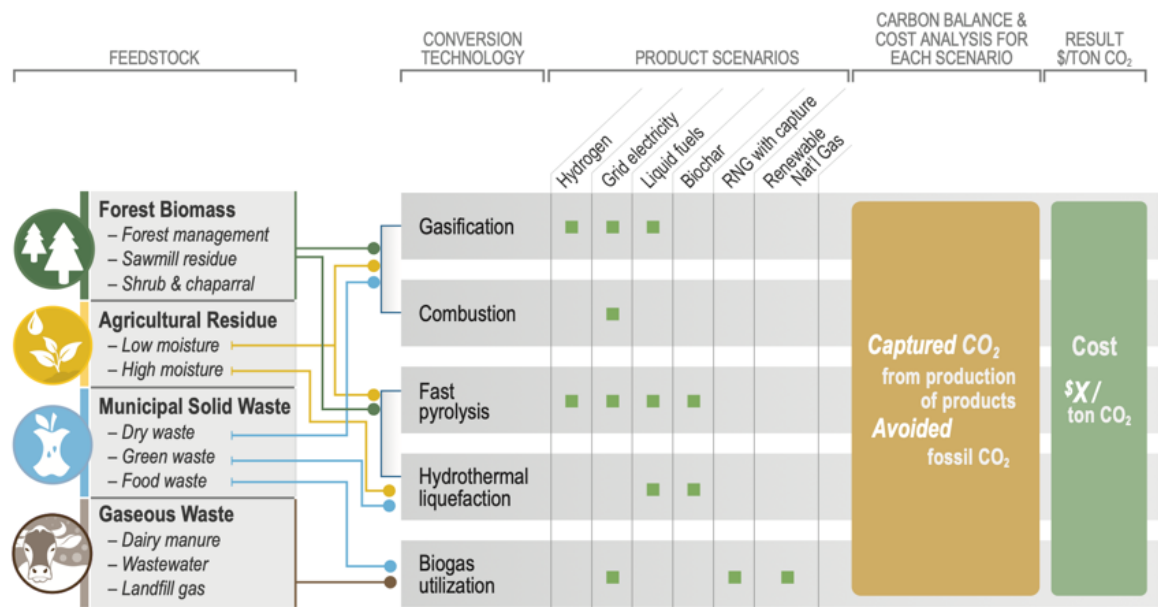 FEEDSTOCK
CONVERSION
TECHNOLOGY
PRODUCT SCENARIOS
CARBON BALANCE &
COST ANALYSIS FOR
EACH SCENARIO
RESULT
$/TON CO₂
Hydrogen
Grid electricity
Liquid fuels
Biochar
RNG with capture
Renewable
Nat'l Gas
Forest Biomass
– Forest management
– Sawmill residue
– Shrub & chaparral
Agricultural Residue
– Low moisture
– High moisture
Municipal Solid Waste
– Dry waste
– Green waste
– Food waste
Gaseous Waste
– Dairy manure
– Wastewater
– Landfill gas
Gasification
Combustion
Fast
pyrolysis
Hydrothermal
liquefaction
Biogas
utilization
Captured CO₂
from production
of products
Avoided
fossil CO₂
Cost
$X/
ton CO₂